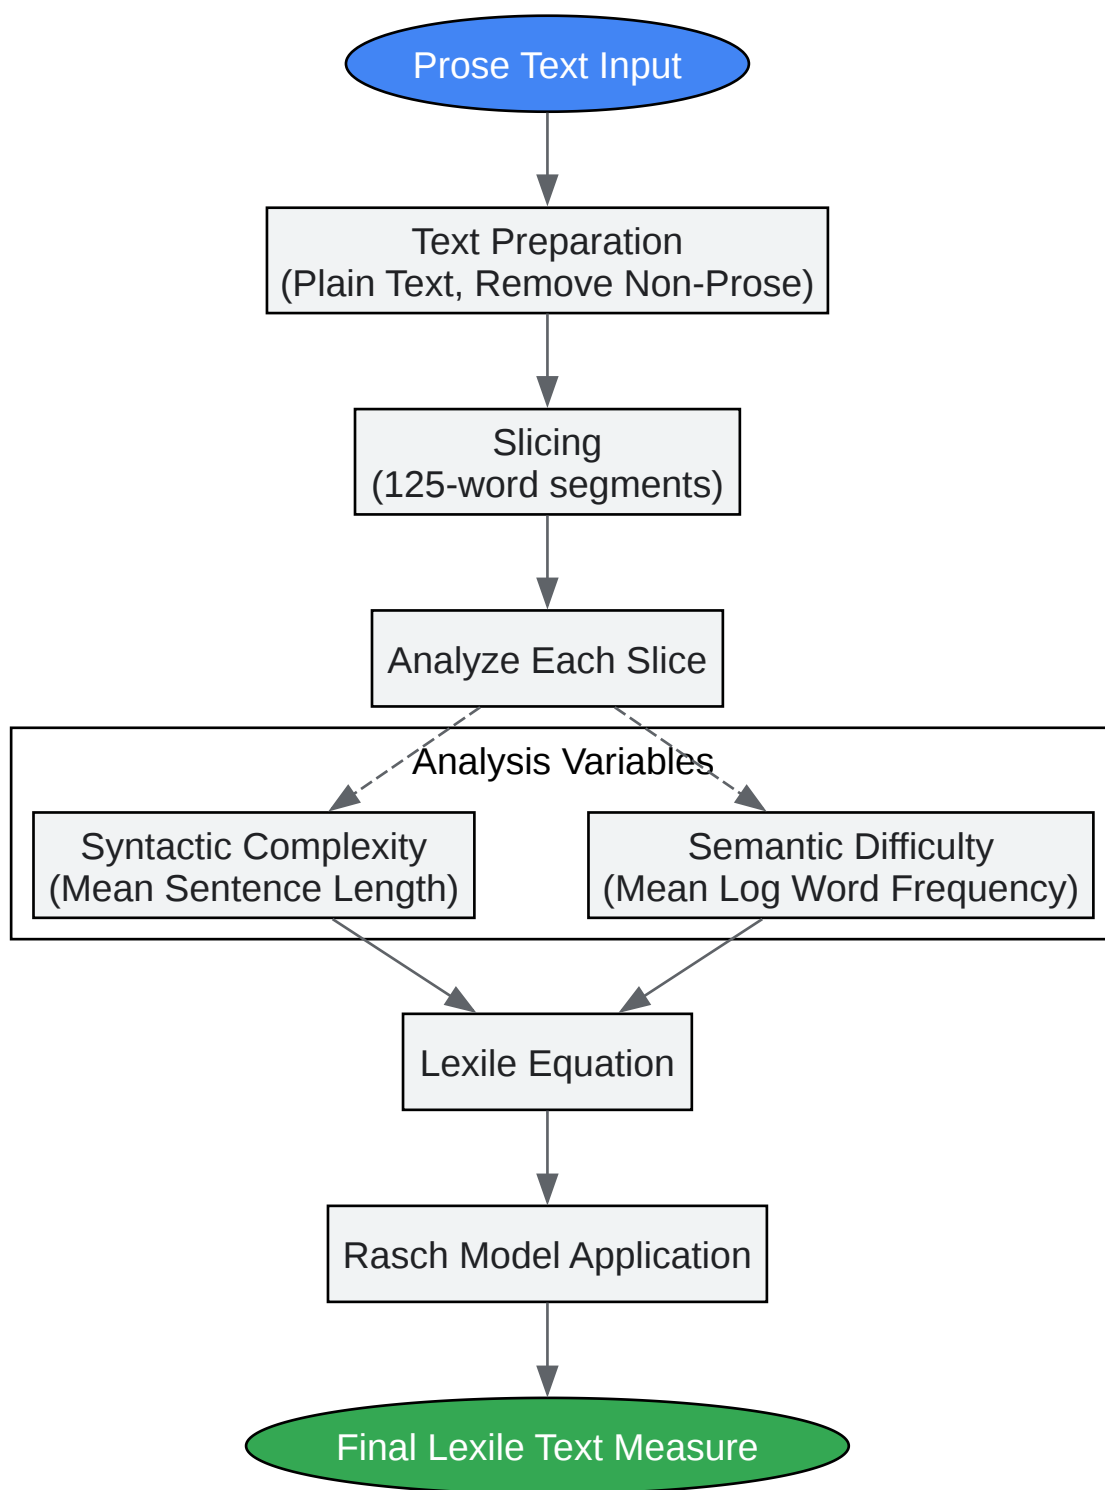 Prose Text Input
Text Preparation
(Plain Text, Remove Non-Prose)
Slicing
(125-word segments)
Analyze Each Slice
Analysis Variables
Syntactic Complexity
(Mean Sentence Length)
Semantic Difficulty
(Mean Log Word Frequency)
Lexile Equation
Rasch Model Application
Final Lexile Text Measure